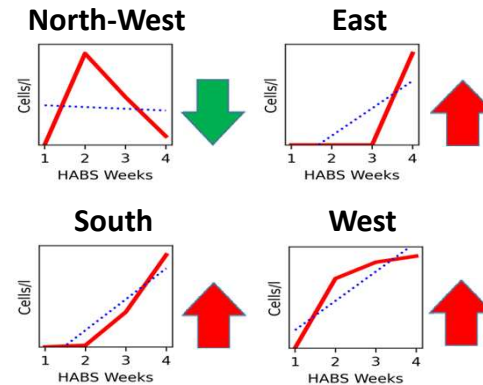 North-West
Cells/l
1 2 3 4
HABS Weeks
East
Cells/l
1 2 3 4
HABS Weeks
South
Cells/l
1 2 3 4
HABS Weeks
West
Cells/l
1 2 3 4
HABS Weeks